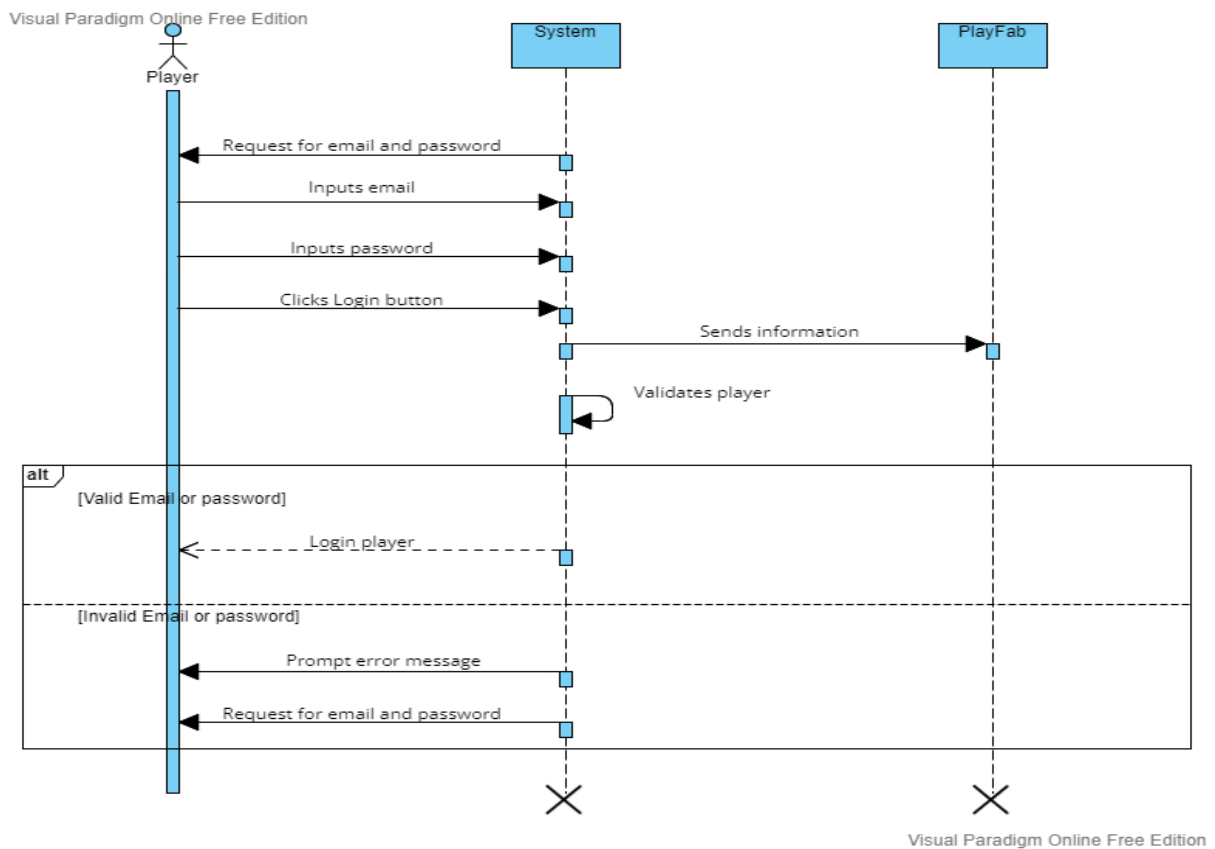 Visual Paradigm Online Free Edition
Player
System
PlayFab
Request for email and password
Inputs email
Inputs password
Clicks Login button
Sends information
Validates player
alt
[Valid Email or password]
Login player
[Invalid Email or password]
Prompt error message
Request for email and password
Visual Paradigm Online Free Edition